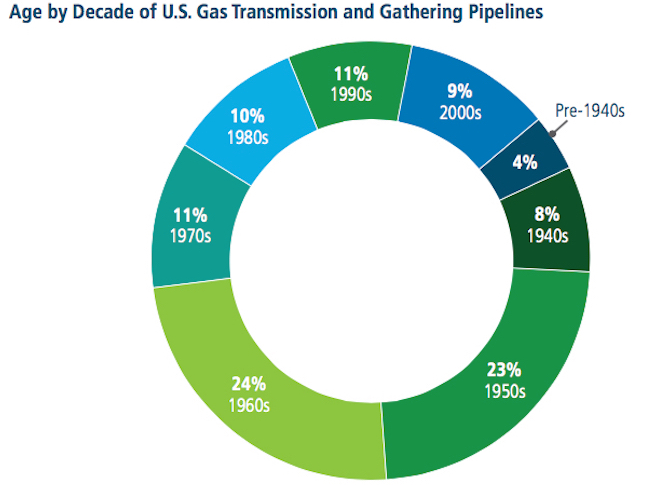 Age by Decade of U.S. Gas Transmission and Gathering Pipelines
11%
1990s
9%
2000s
Pre-1940s
4%
8%
1940s
23%
1950s
24%
1960s
11%
1970s
10%
1980s